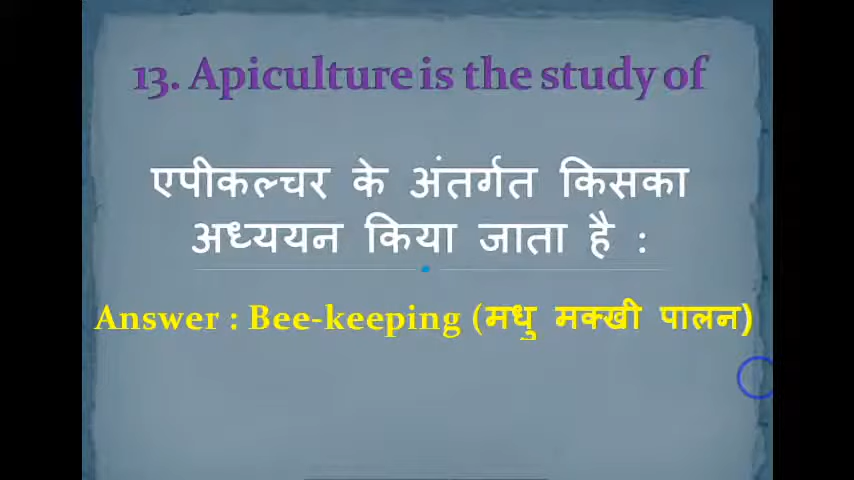 13. Apiculture is the study of
एपीकल्चर के अंतर्गत किसका
अध्ययन किया जाता है :
Answer : Bee-keeping (मधु मक्खी पालन)